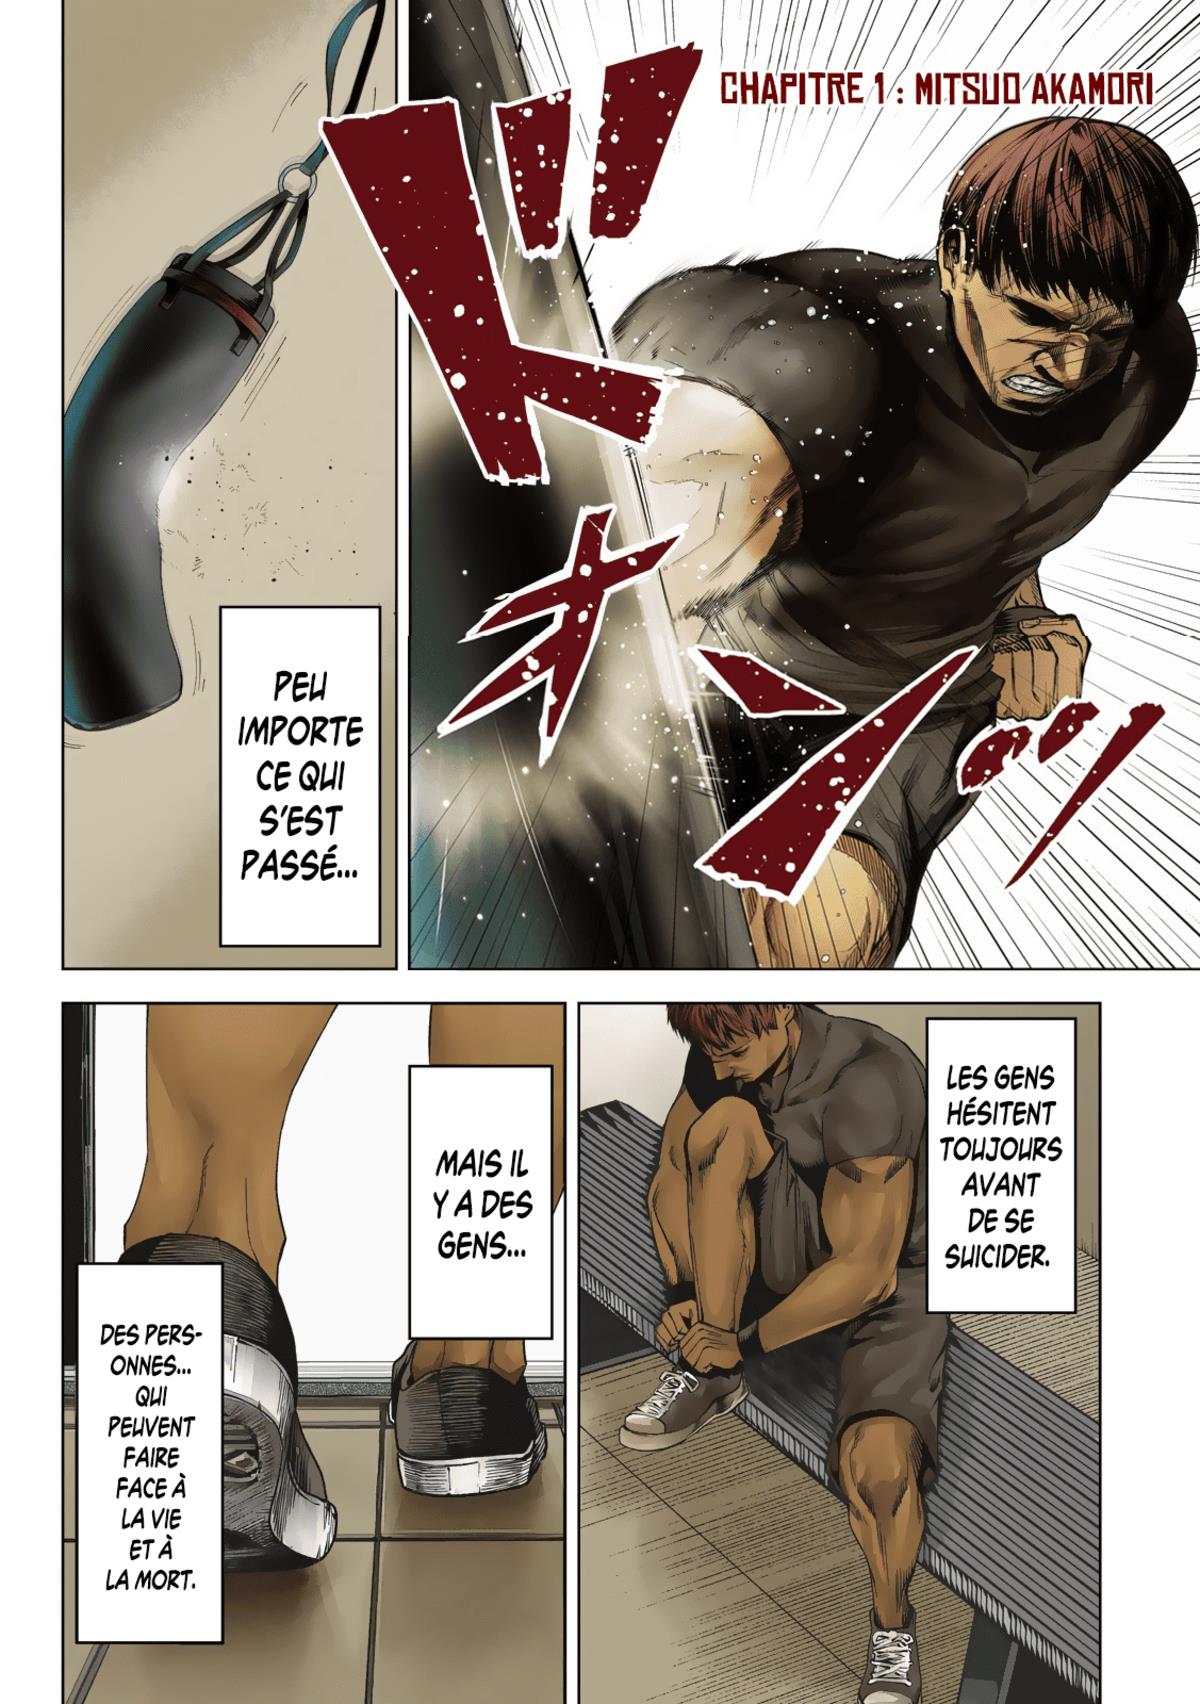 CHAPITRE 1 : MITSUO AKAMORI
ドドオンッ
PEU
IMPORTE
CE QUI
S'EST
PASSÉ...
LES GENS
HÉSITENT
TOUJOURS
AVANT
DE SE
SUICIDER.
MAIS IL
Y A DES
GENS...
DES PERS-
ONNES...
QUI
PEUVENT
FAIRE
FACE À
LA VIE
ET À
LA MORT.